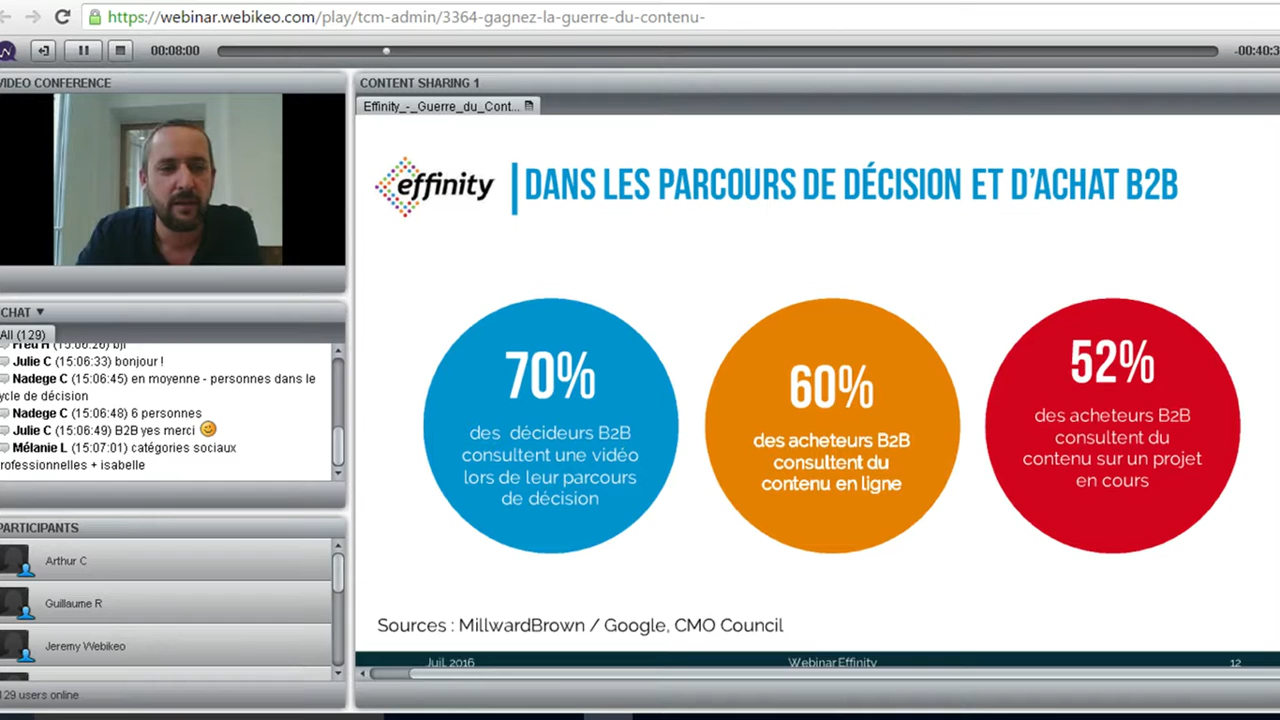 https://webinar.webikeo.com/play/tcm-admin/3364-gagnez-la-guerre-du-contenu-
00:08:00
-00:40:3
VIDEO CONFERENCE
CONTENT SHARING 1
Effinity_-_Guerre_du_Cont...
effinity
DANS LES PARCOURS DE DÉCISION ET D'ACHAT B2B
70%
des décideurs B2B
consultent une vidéo
lors de leur parcours
de décision
60%
des acheteurs B2B
consultent du
contenu en ligne
52%
des acheteurs B2B
consultent du
contenu sur un projet
en cours
Sources : MillwardBrown / Google, CMO Council
Juil. 2016
Webinar Effinity
12
CHAT
All (129)
Fred H (15:06:26) bjr
Julie C (15:06:33) bonjour !
Nadege C (15:06:45) en moyenne - personnes dans le
ycle de décision
Nadege C (15:06:48) 6 personnes
Julie C (15:06:49) B2B yes merci
Mélanie L (15:07:01) catégories sociaux
rofessionnelles + isabelle
PARTICIPANTS
Arthur C
Guillaume R
Jeremy Webikeo
129 users online